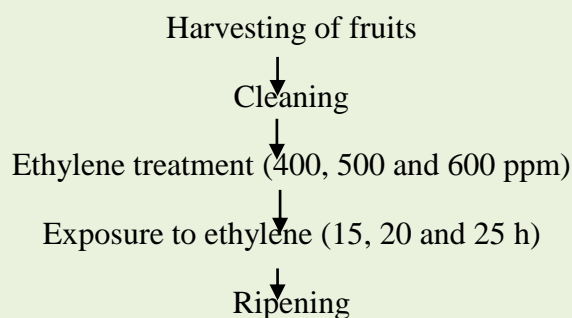 Harvesting of fruits
Cleaning
Ethylene treatment (400, 500 and 600 ppm)
Exposure to ethylene (15, 20 and 25 h)
Ripening